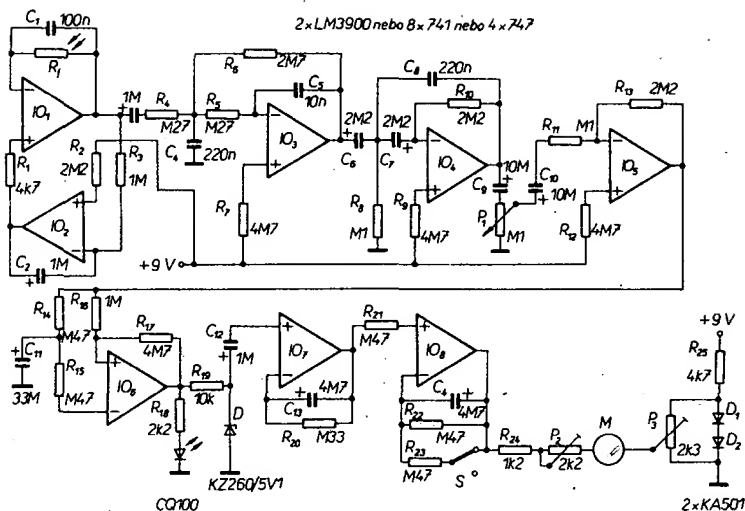 2×LM3900 nebo 8×741 nebo 4×747
C1 100n
Rf
IO1
R1 4k7
R2 2M2
R3 1M
IO2
C2 1M
1M
R4 M27
R5 M27
C4 220n
R6 2M7
C5 10n
IO3
R7 4M7
2M2 C6
2M2 C7
C8 220n
R8 M1
R9 4M7
R10 2M2
IO4
10M C9
P1 M1
C10 10M
R11 M1
R12 4M7
R13 2M2
IO5
+9 V
R14 M47
R16 1M
R15 M47
C11 33M
R17 4M7
IO6
R18 2k2
R19 10k
C12 1M
D
KZ260/5V1
CQ100
IO7
C13 4M7
R20 M33
R21 M47
IO8
C4 4M7
R22 M47
R23 M47
S
R24 1k2
P2 2k2
M
P3 2k3
+9 V
R25 4k7
D1
D2
2×KA501